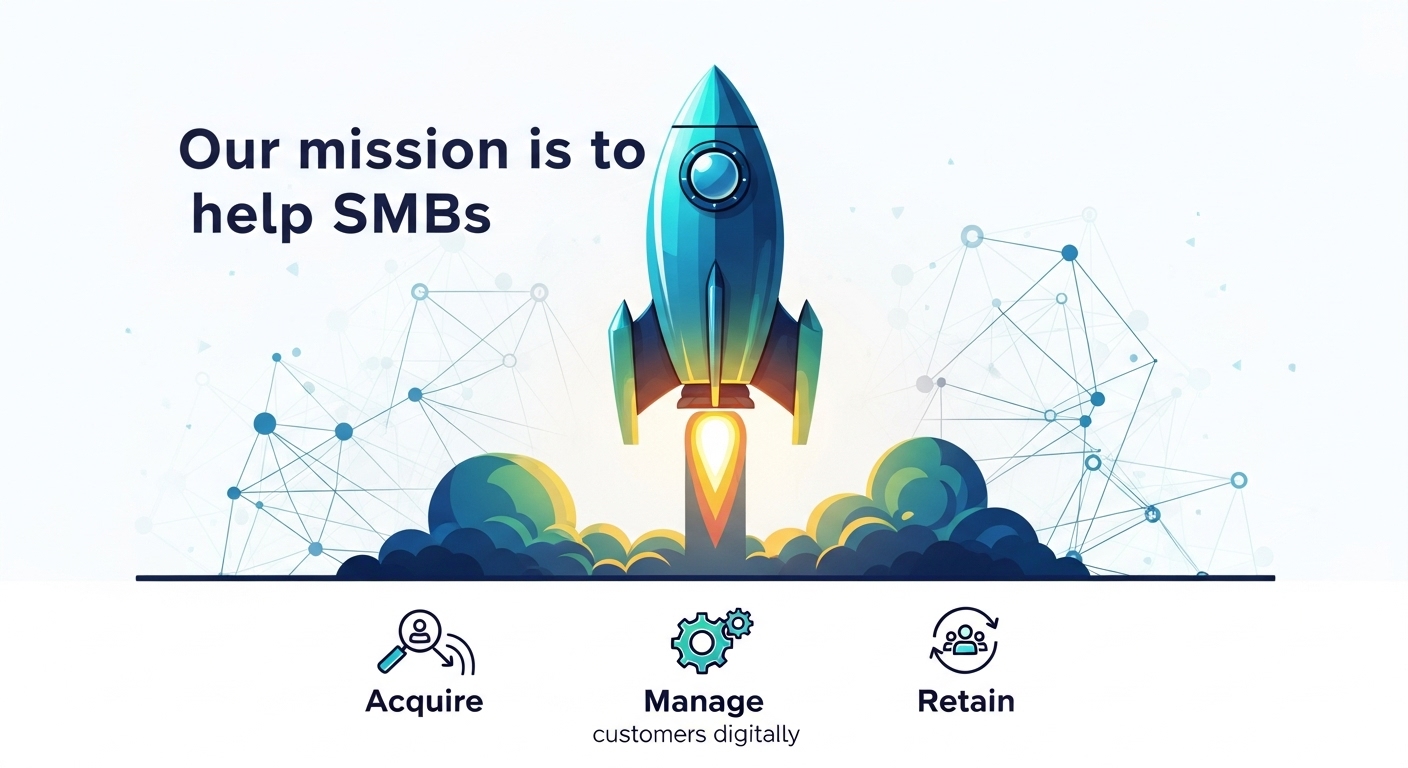 Our mission is to
help SMBs
Acquire
Manage
Retain
customers digitally